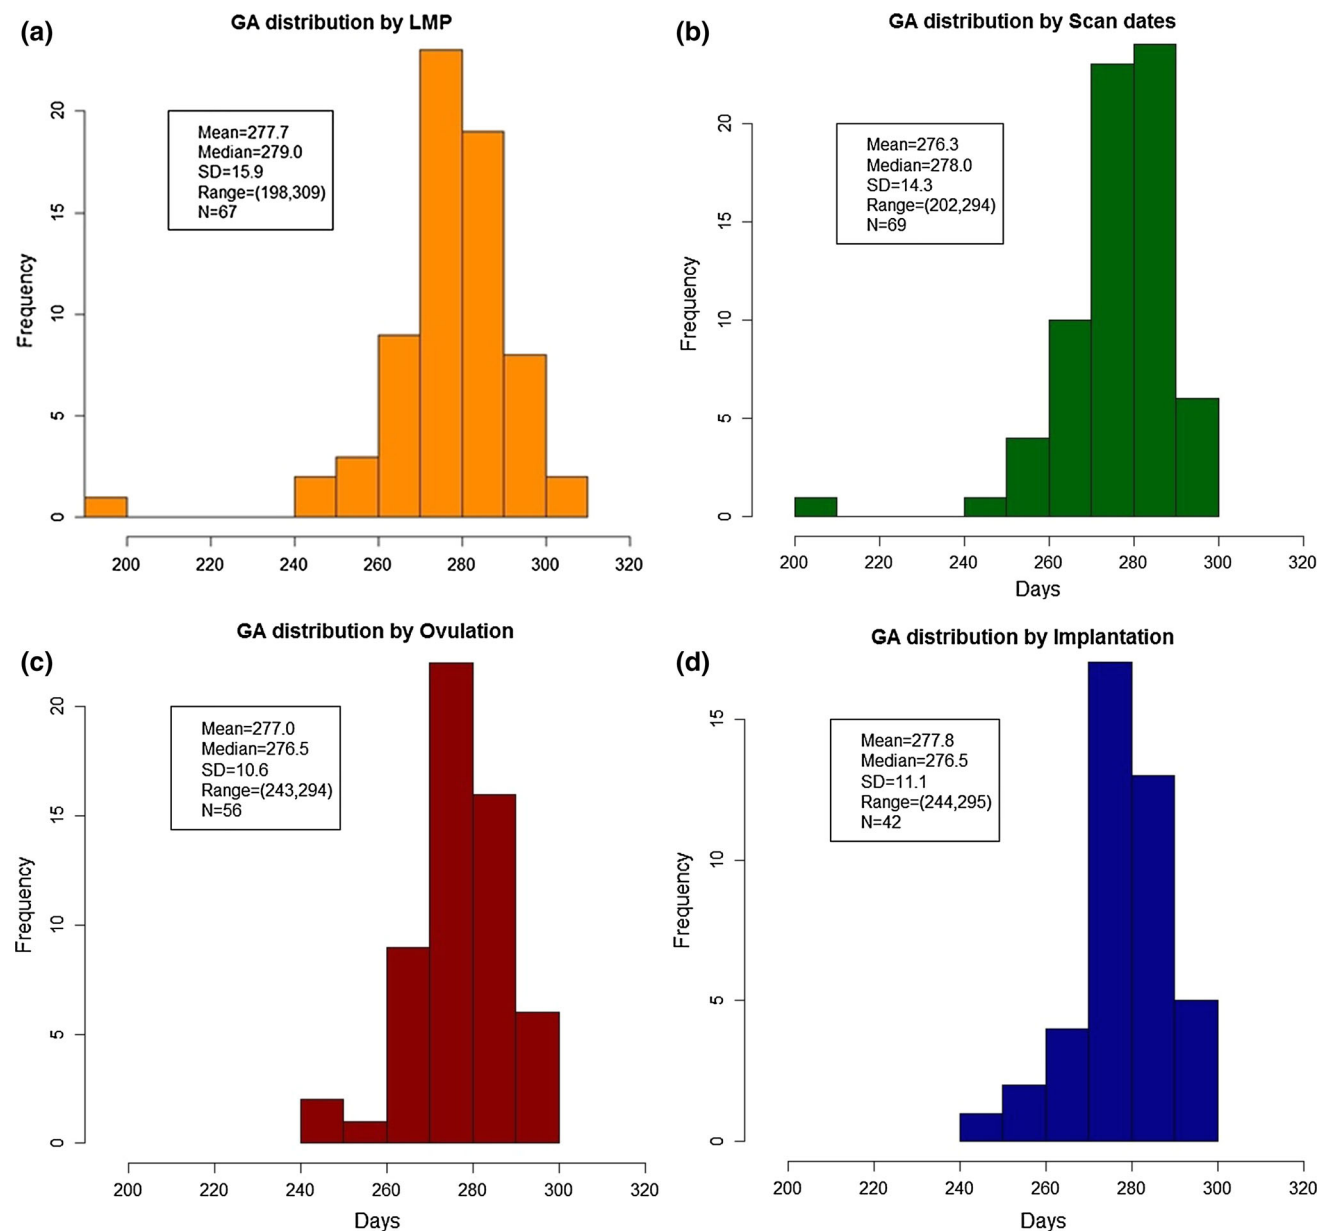 (a)
GA distribution by LMP
Frequency
20
15
10
5
0
Mean=277.7
Median=279.0
SD=15.9
Range=(198,309)
N=67
200 220 240 260 280 300 320
(b)
GA distribution by Scan dates
Frequency
20
15
10
5
0
Mean=276.3
Median=278.0
SD=14.3
Range=(202,294)
N=69
200 220 240 260 280 300 320
Days
(c)
GA distribution by Ovulation
Frequency
20
15
10
5
0
Mean=277.0
Median=276.5
SD=10.6
Range=(243,294)
N=56
200 220 240 260 280 300 320
Days
(d)
GA distribution by Implantation
Frequency
15
10
5
0
Mean=277.8
Median=276.5
SD=11.1
Range=(244,295)
N=42
200 220 240 260 280 300 320
Days